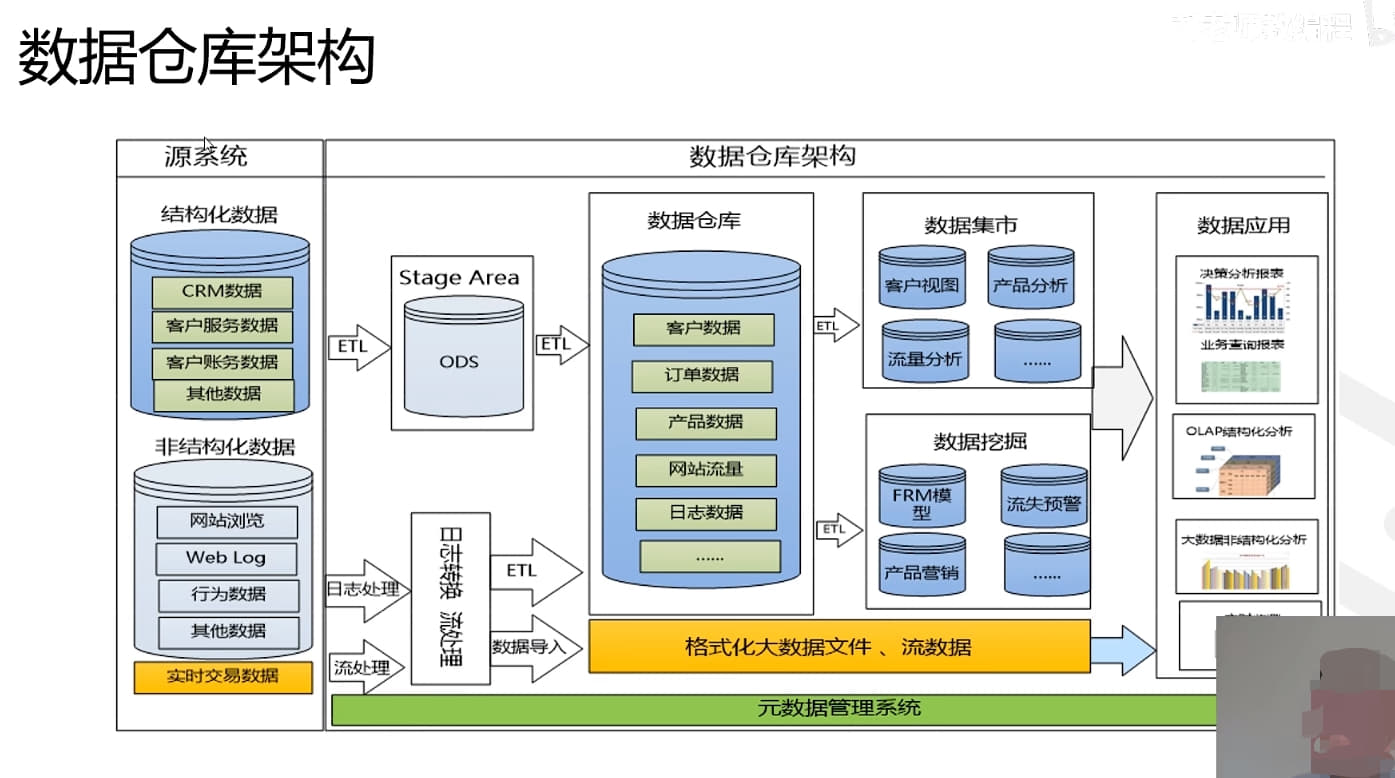 数据仓库架构
源系统
数据仓库架构
结构化数据
CRM数据
客户服务数据
客户账务数据
其他数据
非结构化数据
网站浏览
Web Log
行为数据
其他数据
实时交易数据
ETL
Stage Area
ODS
ETL
日志处理
流处理
日志转换 流处理
ETL
数据导入
数据仓库
客户数据
订单数据
产品数据
网站流量
日志数据
......
ETL
ETL
数据集市
客户视图
产品分析
流量分析
......
数据挖掘
FRM模
型
流失预警
产品营销
......
格式化大数据文件 、流数据
数据应用
决策分析报表
业务查询报表
OLAP结构化分析
大数据非结构化分析
元数据管理系统